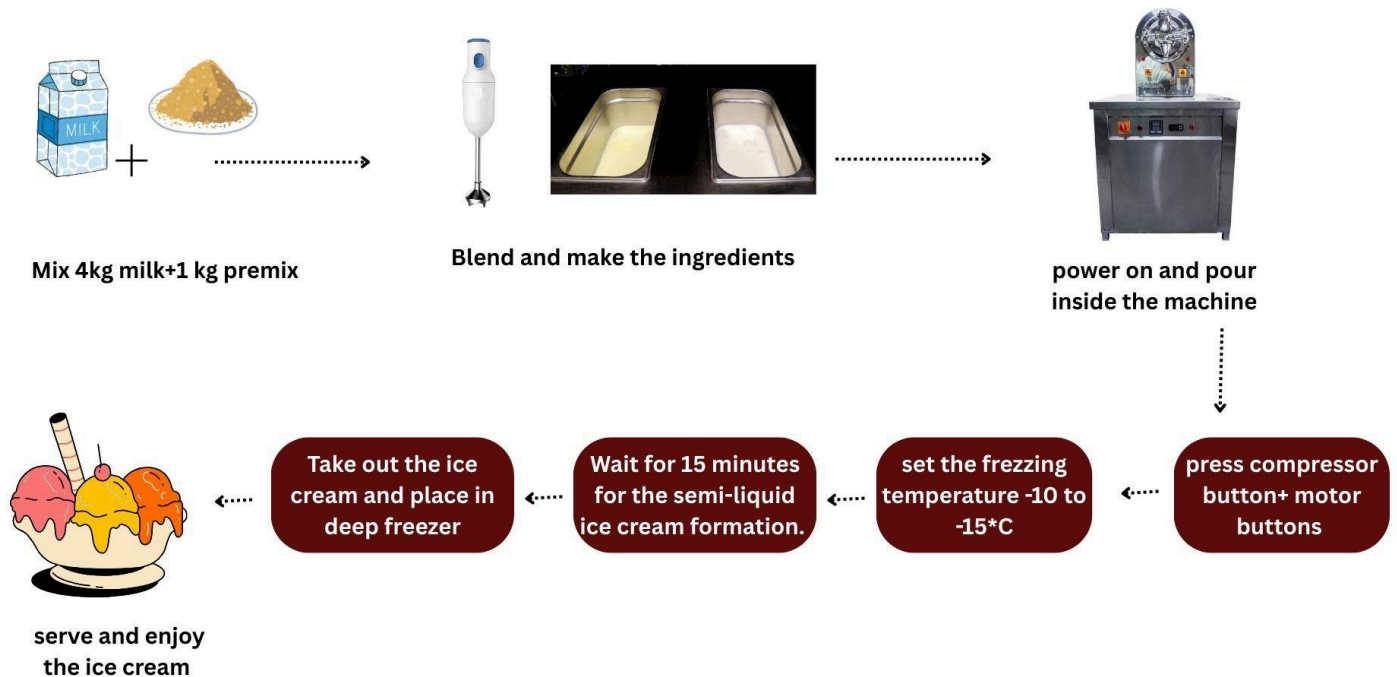 MILK
Mix 4kg milk+1 kg premix
Blend and make the ingredients
power on and pour
inside the machine
press compressor
button+ motor
buttons
set the frezzing
temperature -10 to
-15*C
Wait for 15 minutes
for the semi-liquid
ice cream formation.
Take out the ice
cream and place in
deep freezer
serve and enjoy
the ice cream